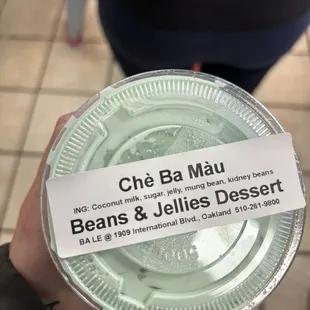 Chè Ba Màu
ING: Coconut milk, sugar, jelly, mung bean, kidney beans
Beans & Jellies Dessert
BA LE @ 1909 International Blvd., Oakland 510-261-9800